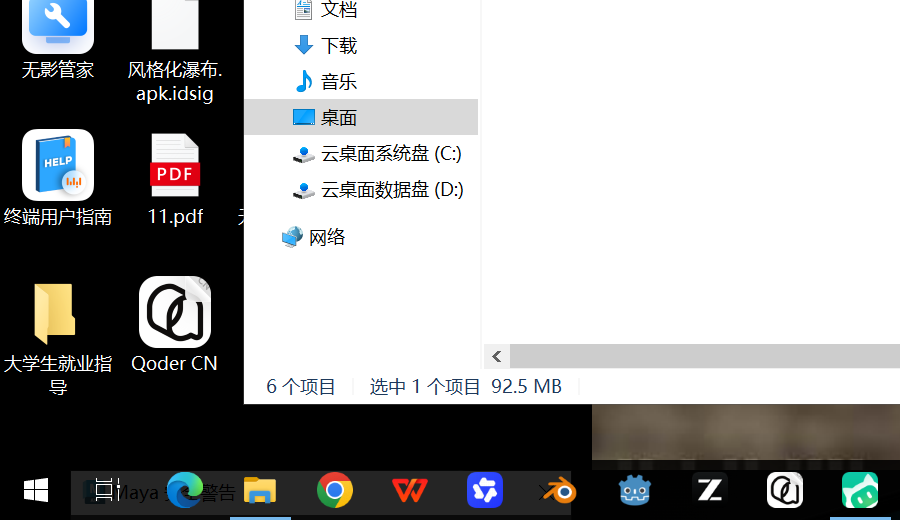 文档
无影管家
风格化瀑布.
apk.idsig
下载
音乐
桌面
云桌面系统盘 (C:)
云桌面数据盘 (D:)
网络
HELP
终端用户指南
PDF
11.pdf
大学生就业指
导
CN
Qoder CN
6 个项目
选中 1 个项目 92.5 MB
Maya
警告